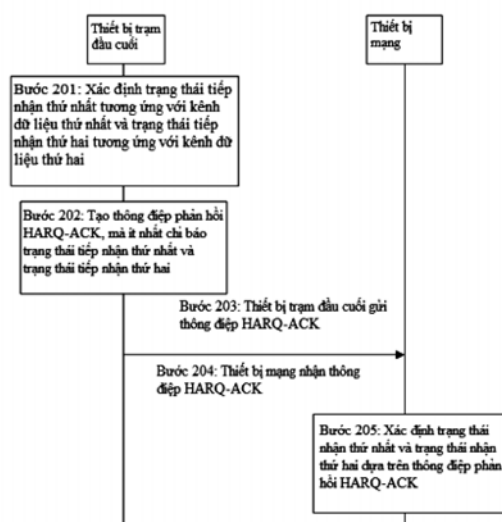 Thiết bị trạm
đầu cuối
Thiết bị
mạng
Bước 201: Xác định trạng thái tiếp
nhận thứ nhất tương ứng với kênh
dữ liệu thứ nhất và trạng thái tiếp
nhận thứ hai tương ứng với kênh dữ
liệu thứ hai
Bước 202: Tạo thông điệp phản hồi
HARQ-ACK, mà ít nhất chỉ báo
trạng thái tiếp nhận thứ nhất và
trạng thái tiếp nhận thứ hai
Bước 203: Thiết bị trạm đầu cuối gửi
thông điệp HARQ-ACK
Bước 204: Thiết bị mạng nhận thông
điệp HARQ-ACK
Bước 205: Xác định trạng thái
nhận thứ nhất và trạng thái nhận
thứ hai dựa trên thông điệp phản
hồi HARQ-ACK